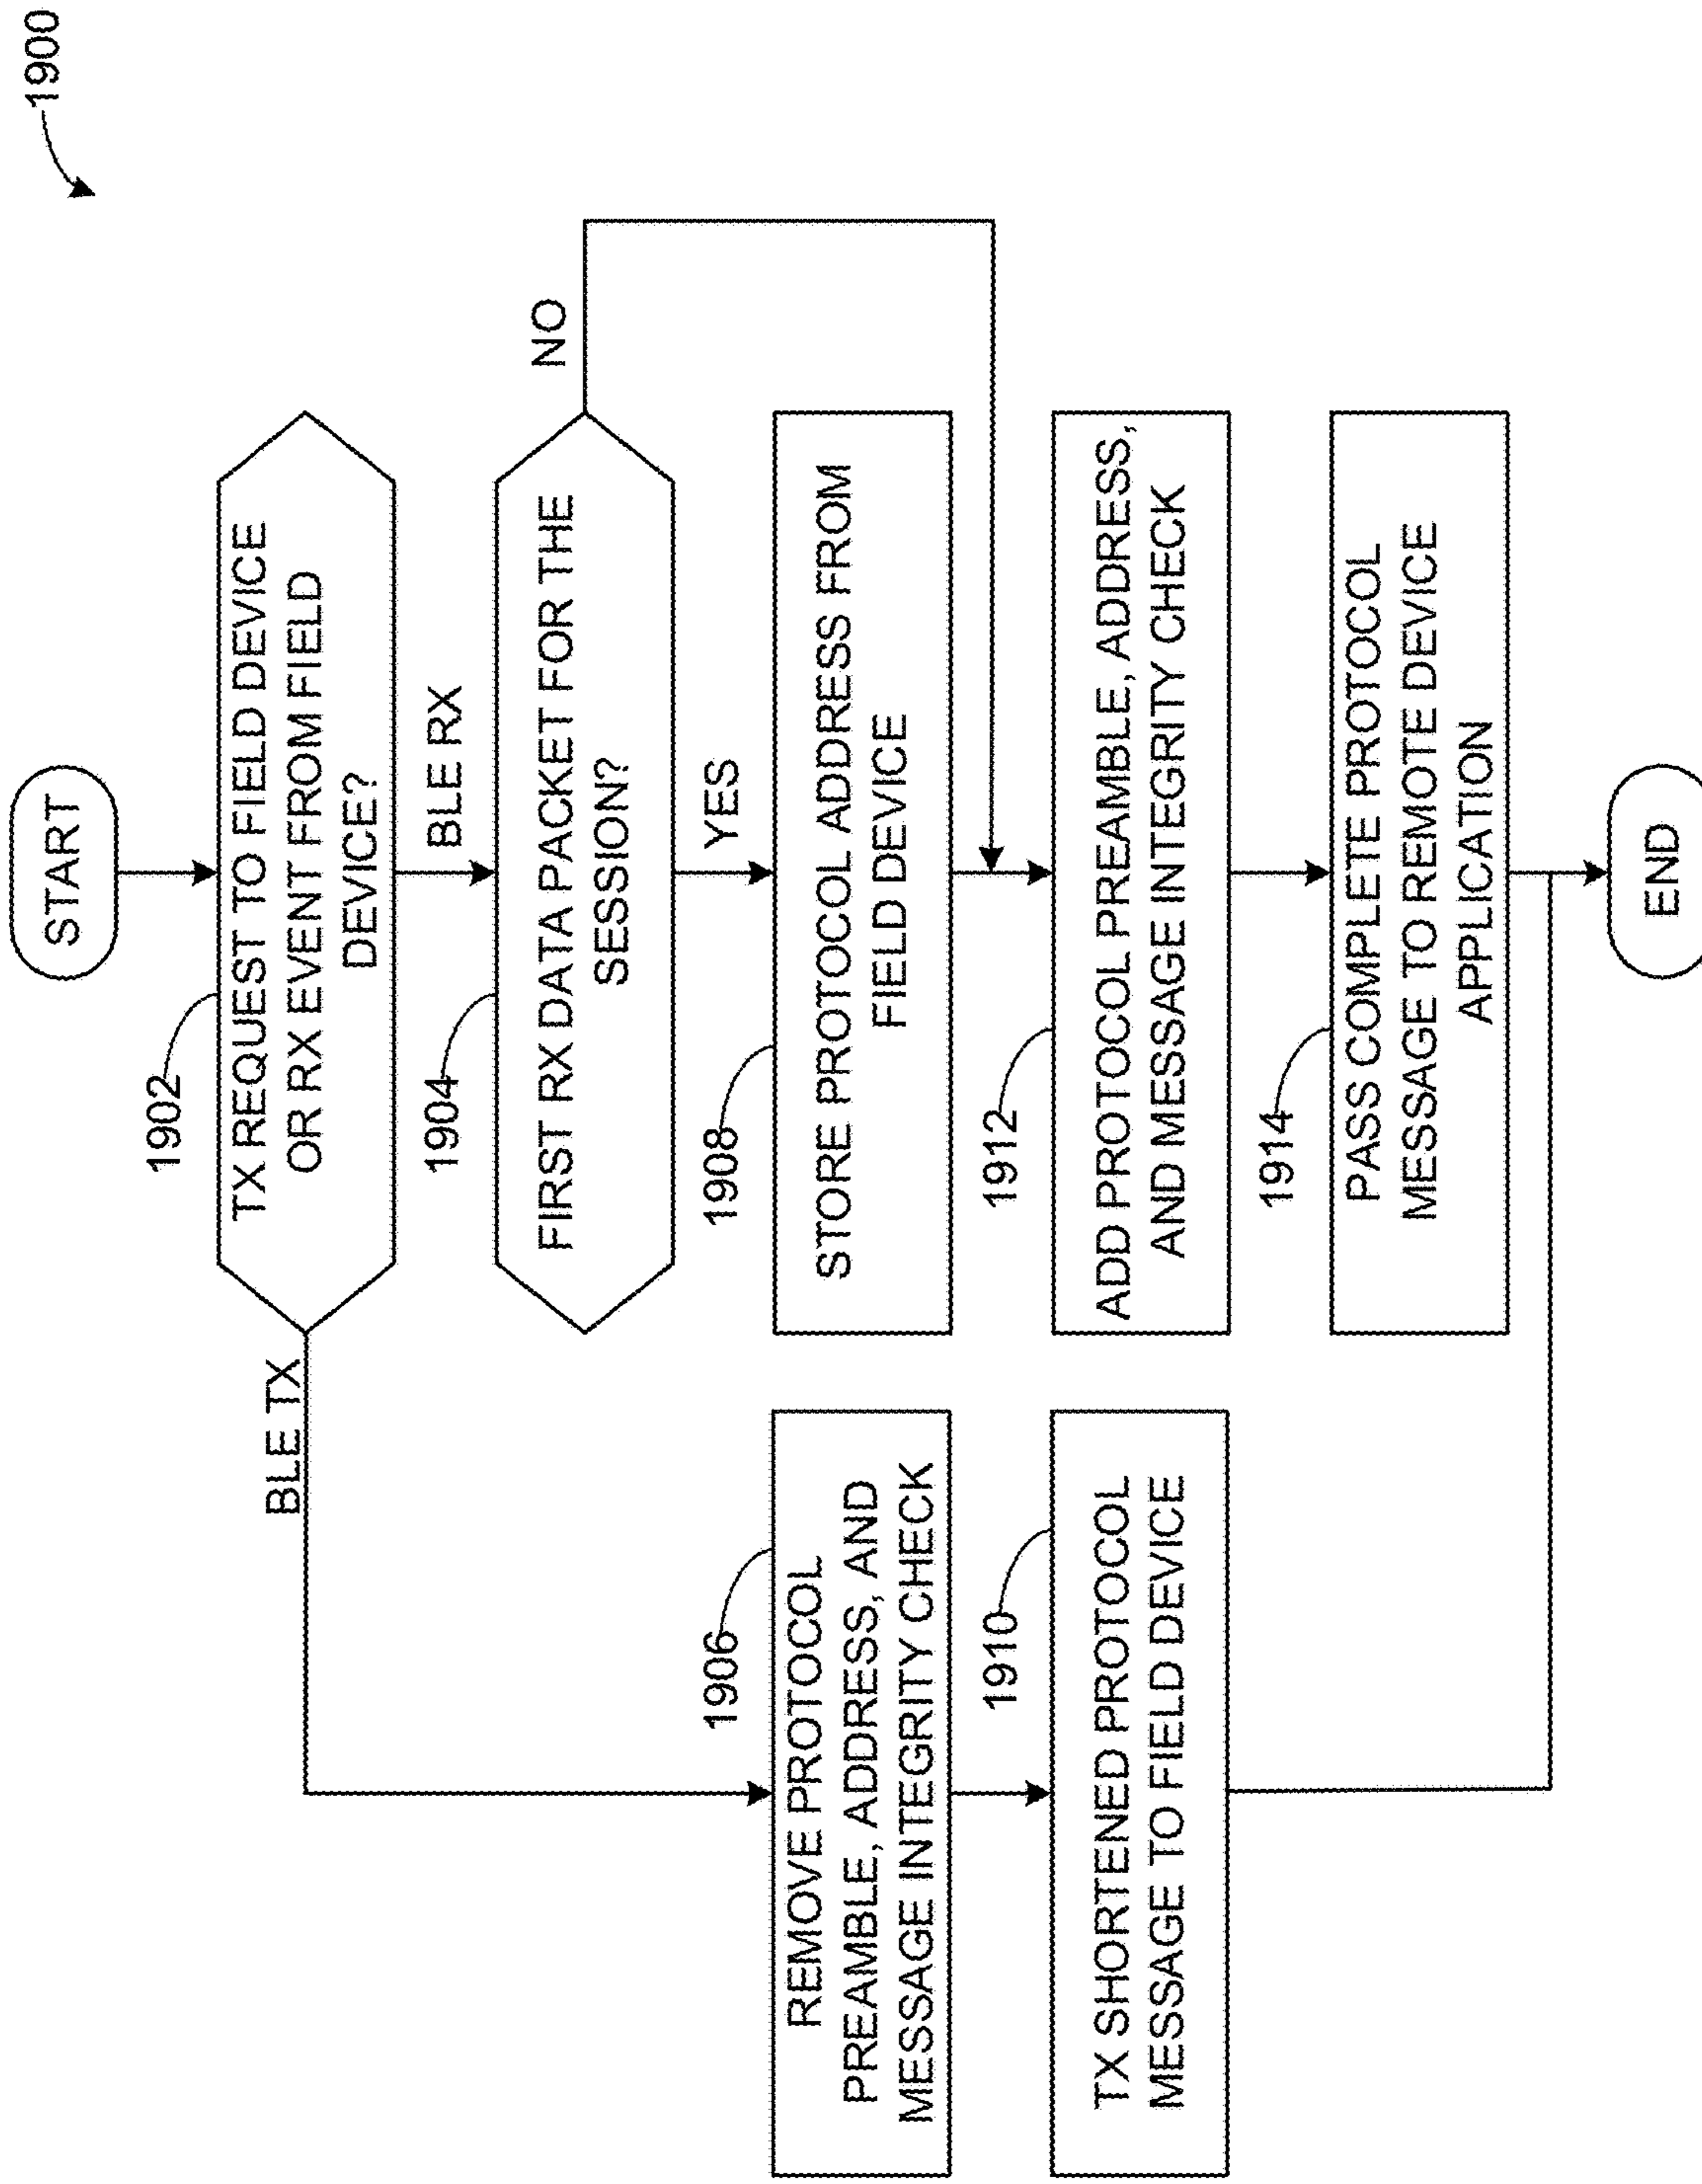 1900
START
1902
TX REQUEST TO FIELD DEVICE
OR RX EVENT FROM FIELD
DEVICE?
BLE TX
BLE RX
1904
FIRST RX DATA PACKET FOR THE
SESSION?
NO
YES
1906
REMOVE PROTOCOL
PREAMBLE, ADDRESS, AND
MESSAGE INTEGRITY CHECK
1908
STORE PROTOCOL ADDRESS FROM
FIELD DEVICE
1910
TX SHORTENED PROTOCOL
MESSAGE TO FIELD DEVICE
1912
ADD PROTOCOL PREAMBLE, ADDRESS,
AND MESSAGE INTEGRITY CHECK
1914
PASS COMPLETE PROTOCOL
MESSAGE TO REMOTE DEVICE
APPLICATION
END